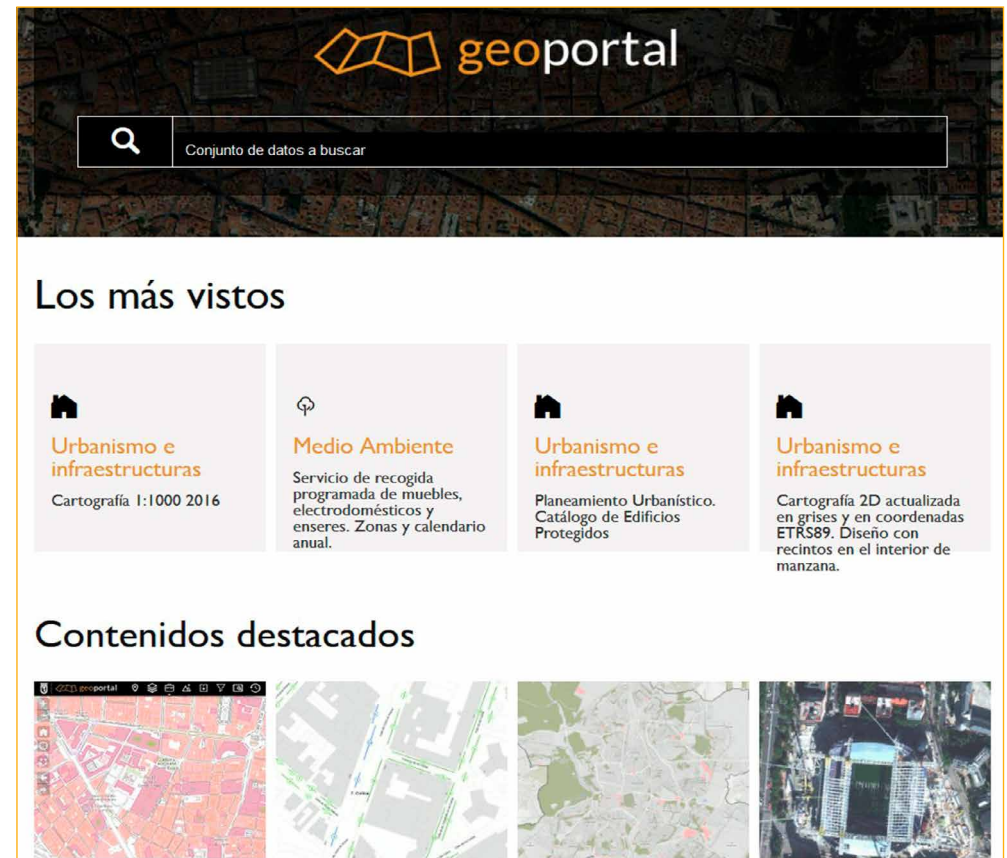 geoportal
Conjunto de datos a buscar
Los más vistos
Urbanismo e
infraestructuras
Cartografía 1:1000 2016
Medio Ambiente
Servicio de recogida
programada de muebles,
electrodomésticos y
enseres. Zonas y calendario
anual.
Urbanismo e
infraestructuras
Planeamiento Urbanístico.
Catálogo de Edificios
Protegidos
Urbanismo e
infraestructuras
Cartografía 2D actualizada
en grises y en coordenadas
ETRS89. Diseño con
recintos en el interior de
manzana.
Contenidos destacados
geoportal